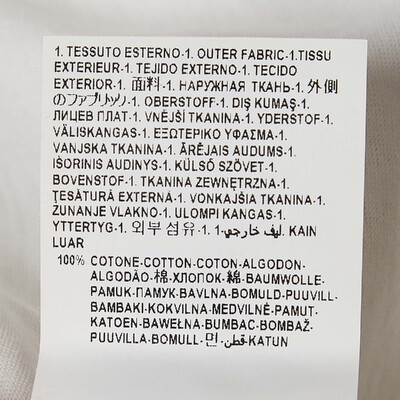 1. TESSUTO ESTERNO-1. OUTER FABRIC-1.TISSU
EXTERIEUR-1. TEJIDO EXTERNO-1. TECIDO
EXTERIOR-1. 面料-1. НАРУЖНАЯ ТКАНЬ-1. 外側
のファブリック-1. OBERSTOFF-1. DIŞ KUMAŞ-1.
ЛИЦЕВ ПЛАТ-1. VNĚJŠÍ TKANINA-1. YDERSTOF-1.
VÄLISKANGAS-1. ΕΞΩΤΕΡΙΚΟ ΥΦΑΣΜΑ-1.
VANJSKA TKANINA-1. ĀRĒJAIS AUDUMS-1.
IŠORINIS AUDINYS-1. KÜLSŐ SZÖVET-1.
BOVENSTOF-1. TKANINA ZEWNĘTRZNA-1.
ŢESĂTURĂ EXTERNĂ-1. VONKAJŠIA TKANINA-1.
ZUNANJE VLAKNO-1. ULOMPI KANGAS-1.
YTTERTYG-1. 외부 섬유-1. ليف خارجي-1. KAIN
LUAR
100% COTONE-COTTON-COTON-ALGODON-
ALGODÃO-棉-ХЛОПОК-綿-BAUMWOLLE-
PAMUK-ПАМУК-BAVLNA-BOMULD-PUUVILL-
ΒΑΜΒΑΚΙ-KOKVILNA-MEDVILNĖ-PAMUT-
KATOEN-BAWEŁNA-BUMBAC-BOMBAŽ-
PUUVILLA-BOMULL-면-قطن-KATUN